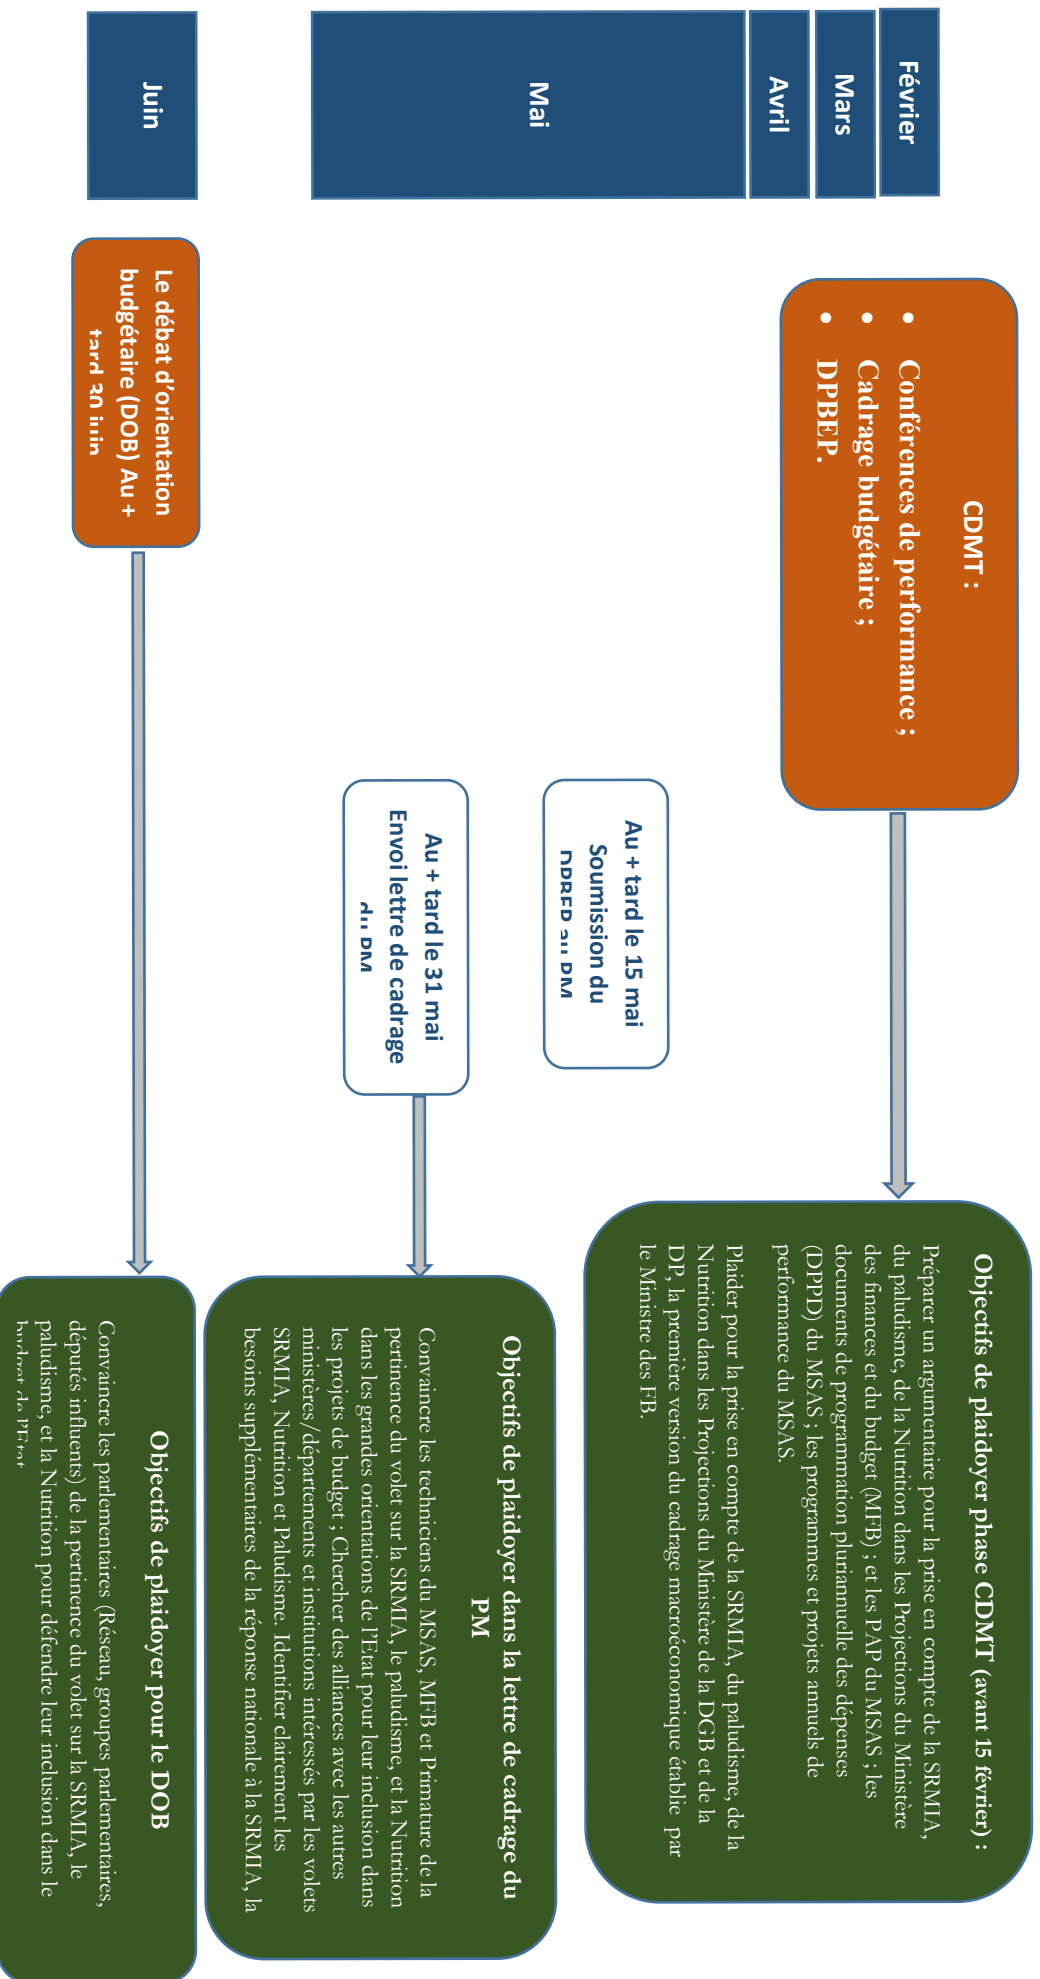 Février
Mars
Avril
Mai
Juin
CDMT :
• Conférences de performance ;
• Cadrage budgétaire ;
• DPBEP.
Objectifs de plaidoyer phase CDMT (avant 15 février) :
Préparer un argumentaire pour la prise en compte de la SRMIA,
du paludisme, de la Nutrition dans les Projections du Ministère
des finances et du budget (MFB) ; et les PAP du MSAS ; les
documents de programmation pluriannuelle des dépenses
(DPPD) du MSAS ; les programmes et projets annuels de
performance du MSAS.
Plaider pour la prise en compte de la SRMIA, du paludisme, de la
Nutrition dans les Projections du Ministère de la DGB et de la
DP, la première version du cadrage macroéconomique établie par
le Ministre des FB.
Au + tard le 15 mai
Soumission du
DPBEP au PM
Au + tard le 31 mai
Envoi lettre de cadrage
du PM
Objectifs de plaidoyer dans la lettre de cadrage du
PM
Convaincre les techniciens du MSAS, MFB et Primature de la
pertinence du volet sur la SRMIA, le paludisme, et la Nutrition
dans les grandes orientations de l'Etat pour leur inclusion dans
les projets de budget ; Chercher des alliances avec les autres
ministères/départements et institutions intéressés par les volets
SRMIA, Nutrition et Paludisme. Identifier clairement les
besoins supplémentaires de la réponse nationale à la SRMIA, la
Le débat d'orientation
budgétaire (DOB) Au +
tard 30 juin
Objectifs de plaidoyer pour le DOB
Convaincre les parlementaires (Réseau, groupes parlementaires,
députés influents) de la pertinence du volet sur la SRMIA, le
paludisme, et la Nutrition pour défendre leur inclusion dans le
budget de l'Etat